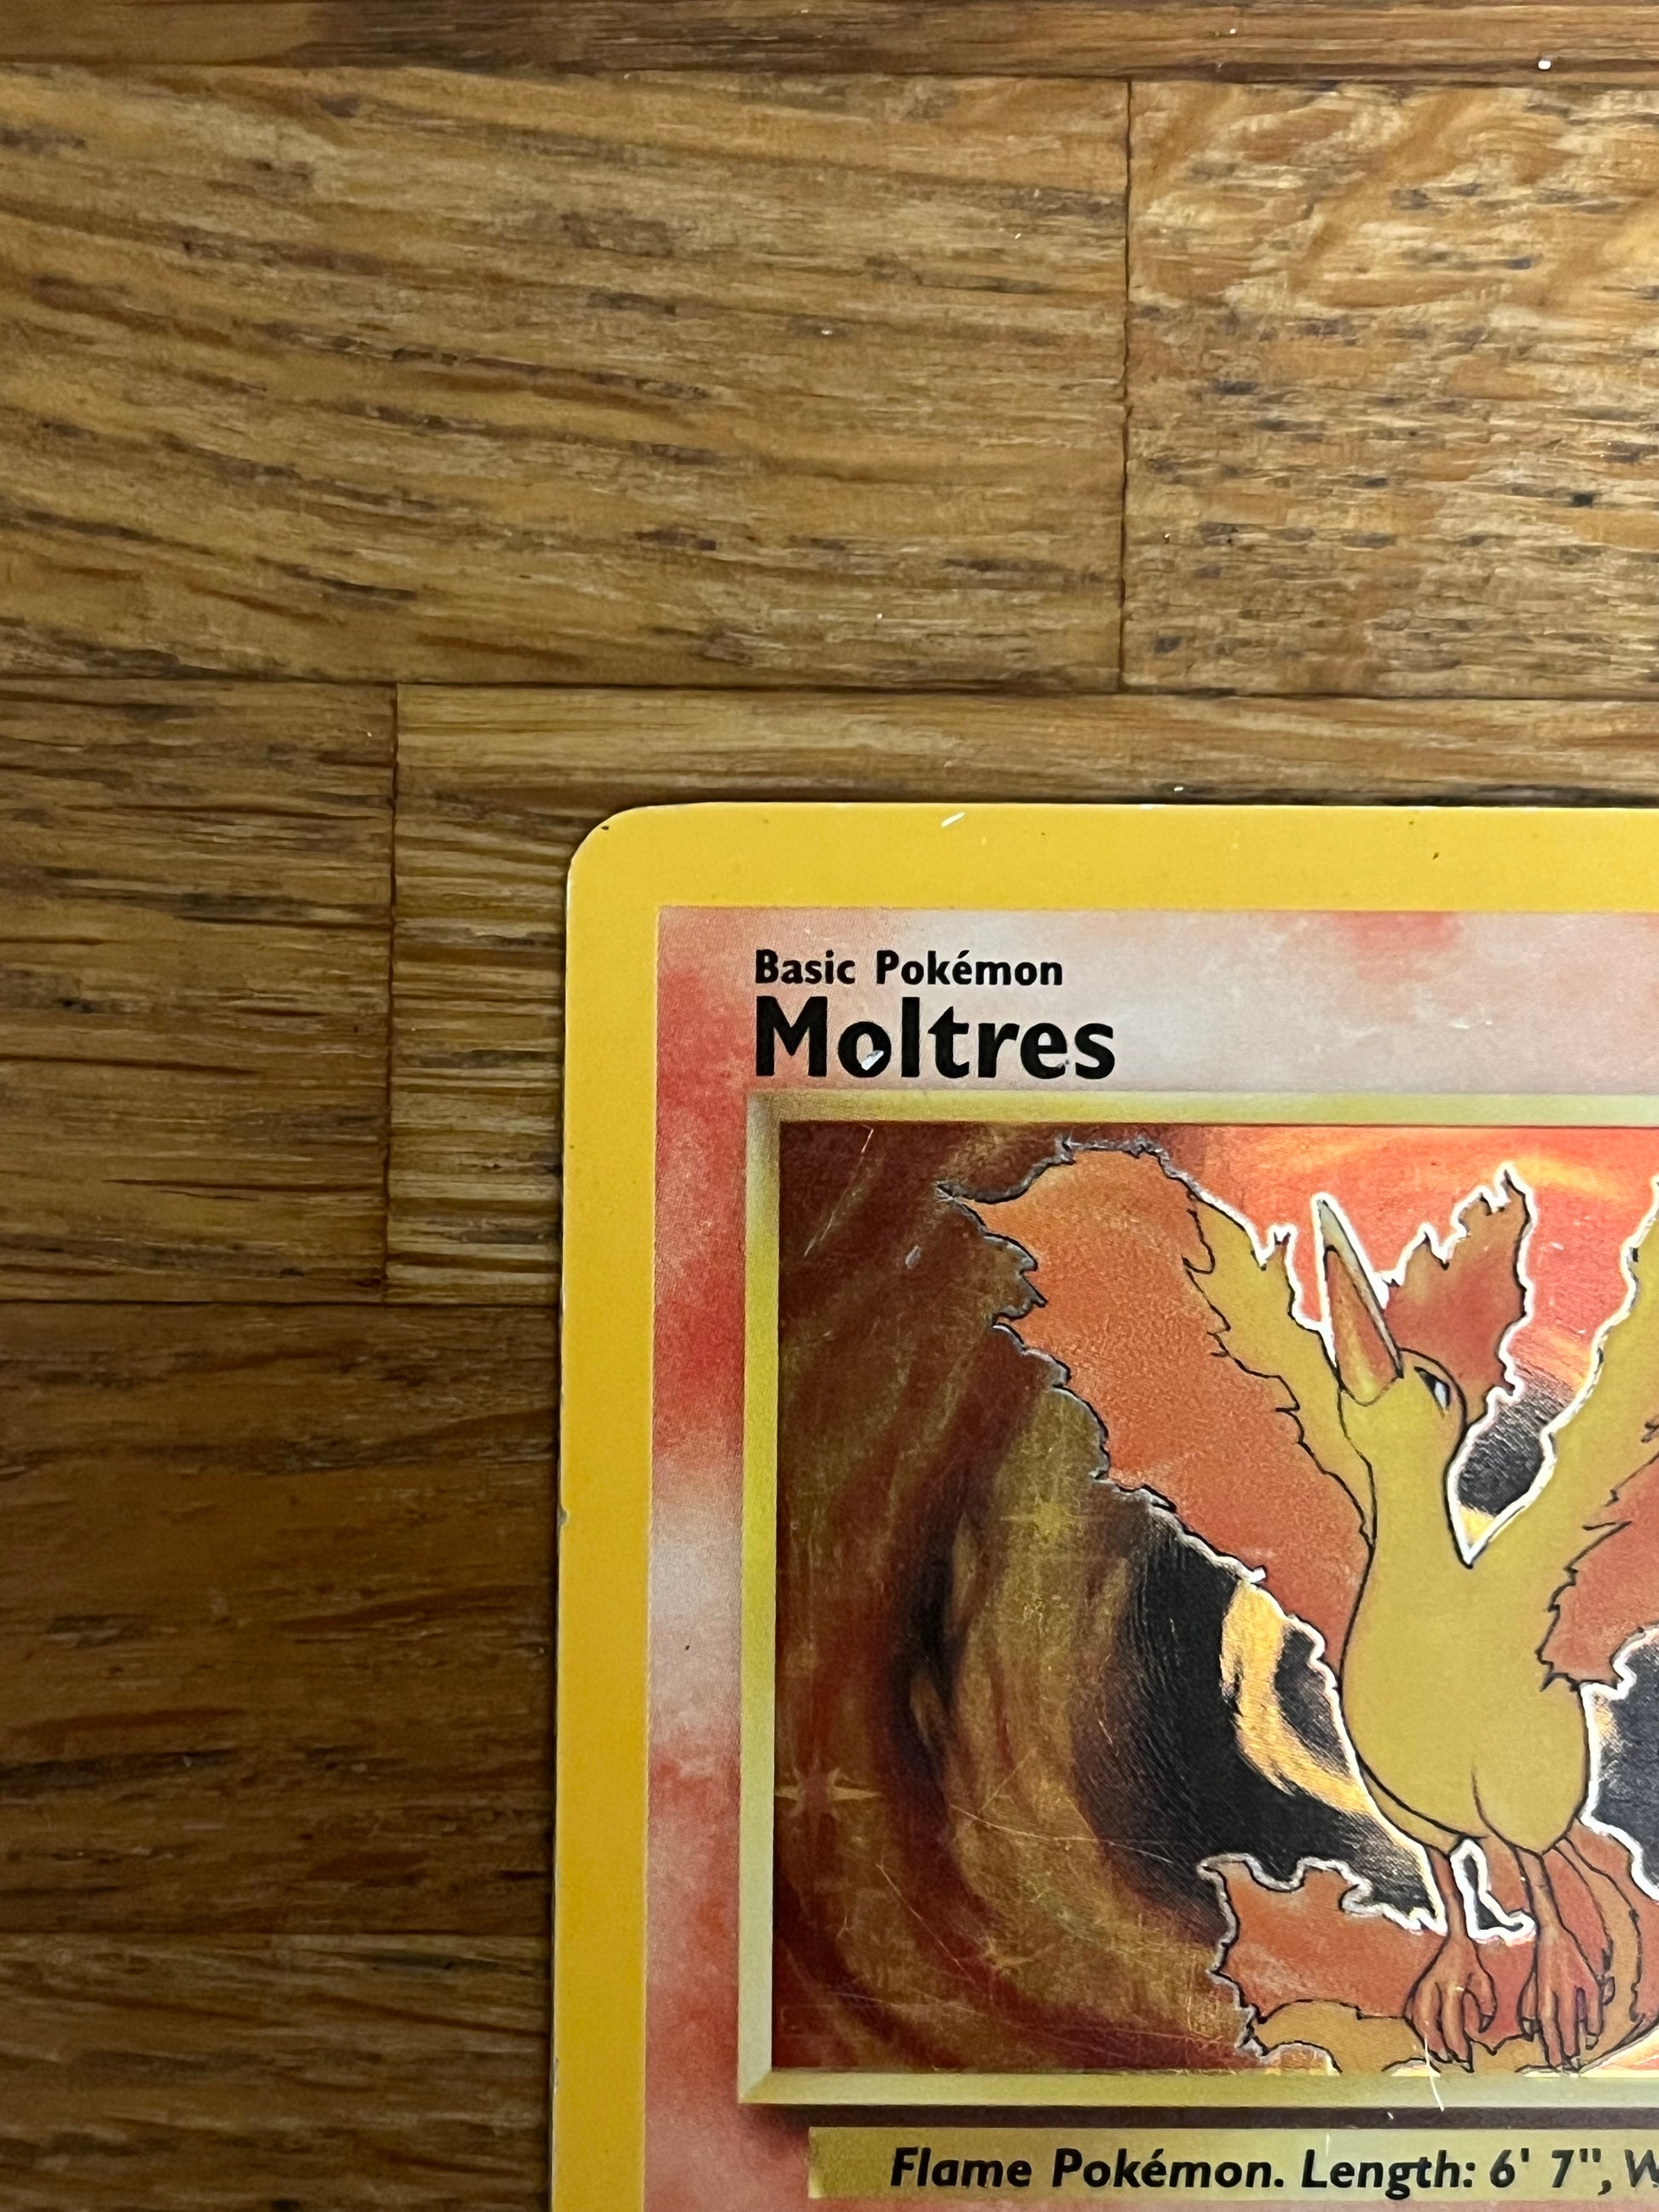 Basic Pokémon
Moltres
Flame Pokémon. Length: 6' 7", W